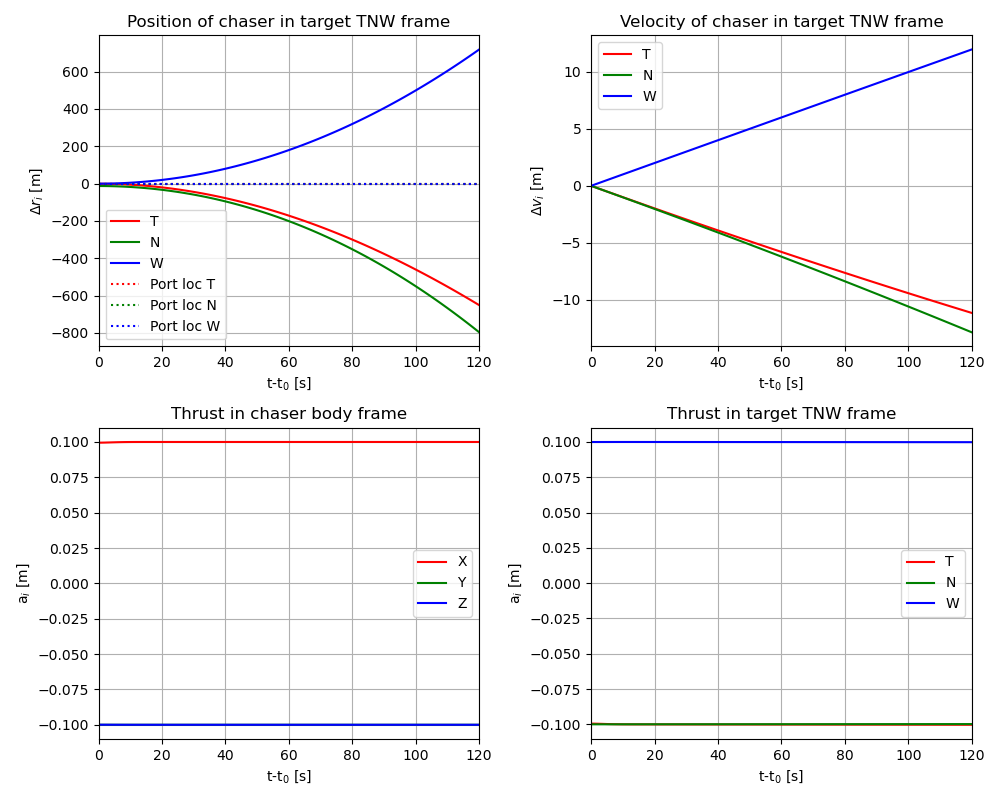 Position of chaser in target TNW frame
Δr_i [m]
600
400
200
0
−200
−400
−600
−800
T
N
W
Port loc T
Port loc N
Port loc W
0 20 40 60 80 100 120
t-t_0 [s]
Velocity of chaser in target TNW frame
Δv_i [m]
10
5
0
−5
−10
T
N
W
0 20 40 60 80 100 120
t-t_0 [s]
Thrust in chaser body frame
a_i [m]
0.100
0.075
0.050
0.025
0.000
−0.025
−0.050
−0.075
−0.100
X
Y
Z
0 20 40 60 80 100 120
t-t_0 [s]
Thrust in target TNW frame
a_i [m]
0.100
0.075
0.050
0.025
0.000
−0.025
−0.050
−0.075
−0.100
T
N
W
0 20 40 60 80 100 120
t-t_0 [s]